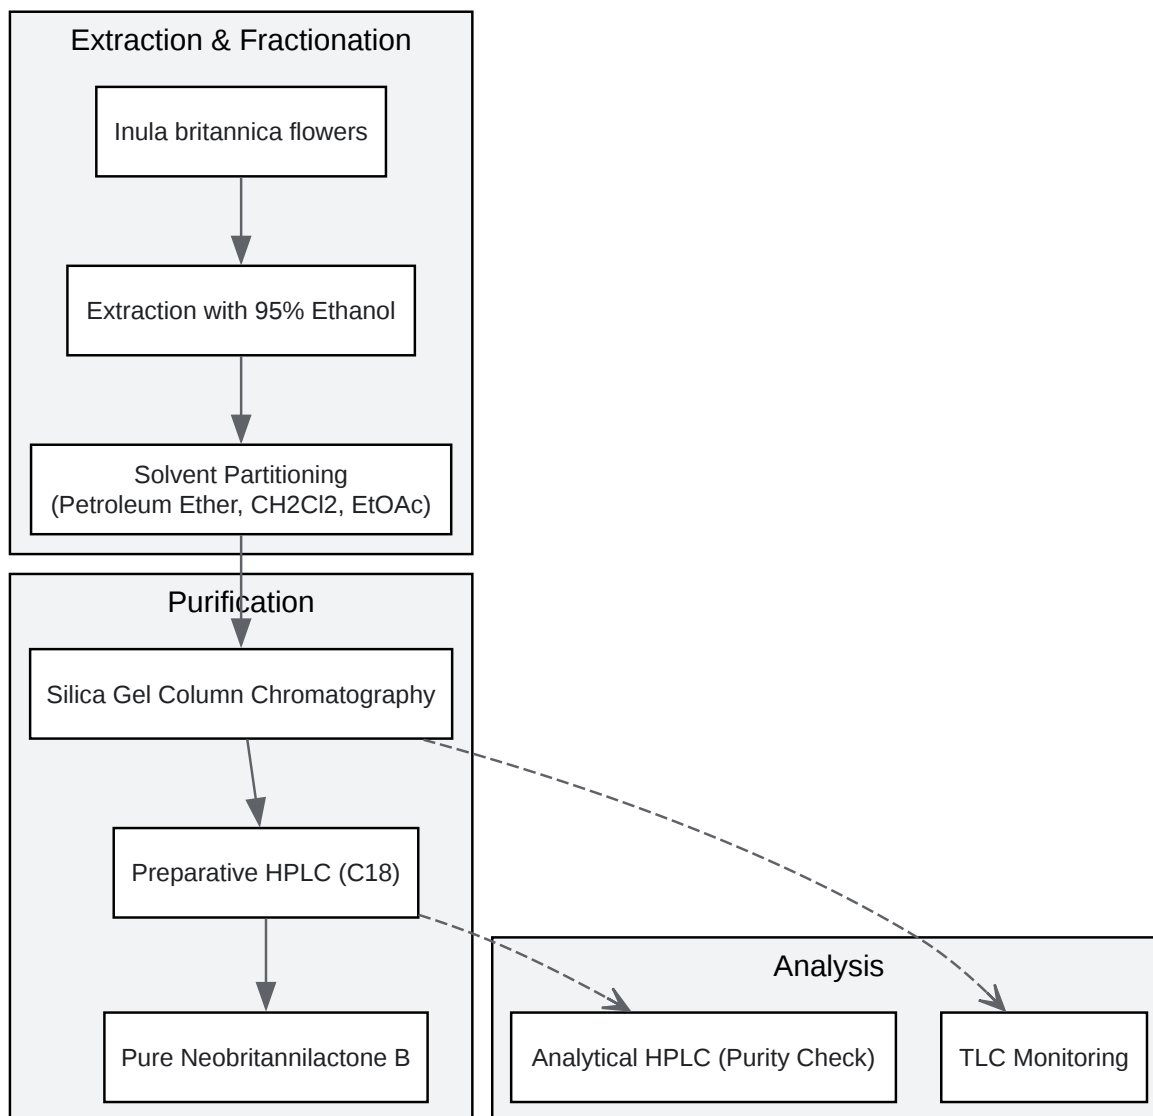 Extraction & Fractionation
Inula britannica flowers
Extraction with 95% Ethanol
Solvent Partitioning
(Petroleum Ether, CH2Cl2, EtOAc)
Purification
Silica Gel Column Chromatography
Preparative HPLC (C18)
Pure Neobritannilactone B
Analysis
Analytical HPLC (Purity Check)
TLC Monitoring